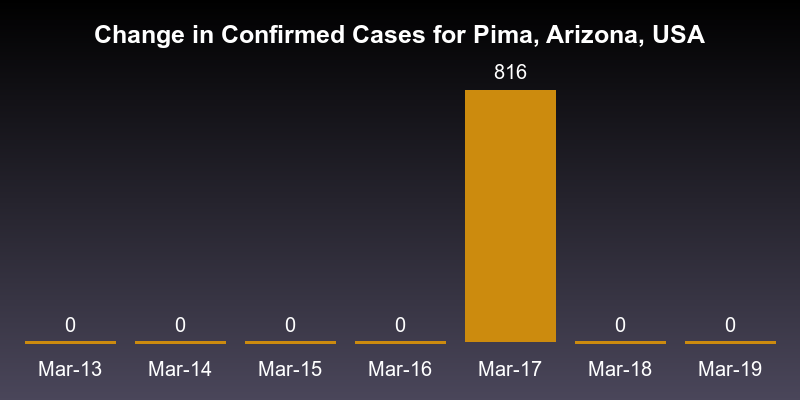 Change in Confirmed Cases for Pima, Arizona, USA
816
0 0 0 0 0 0
Mar-13 Mar-14 Mar-15 Mar-16 Mar-17 Mar-18 Mar-19